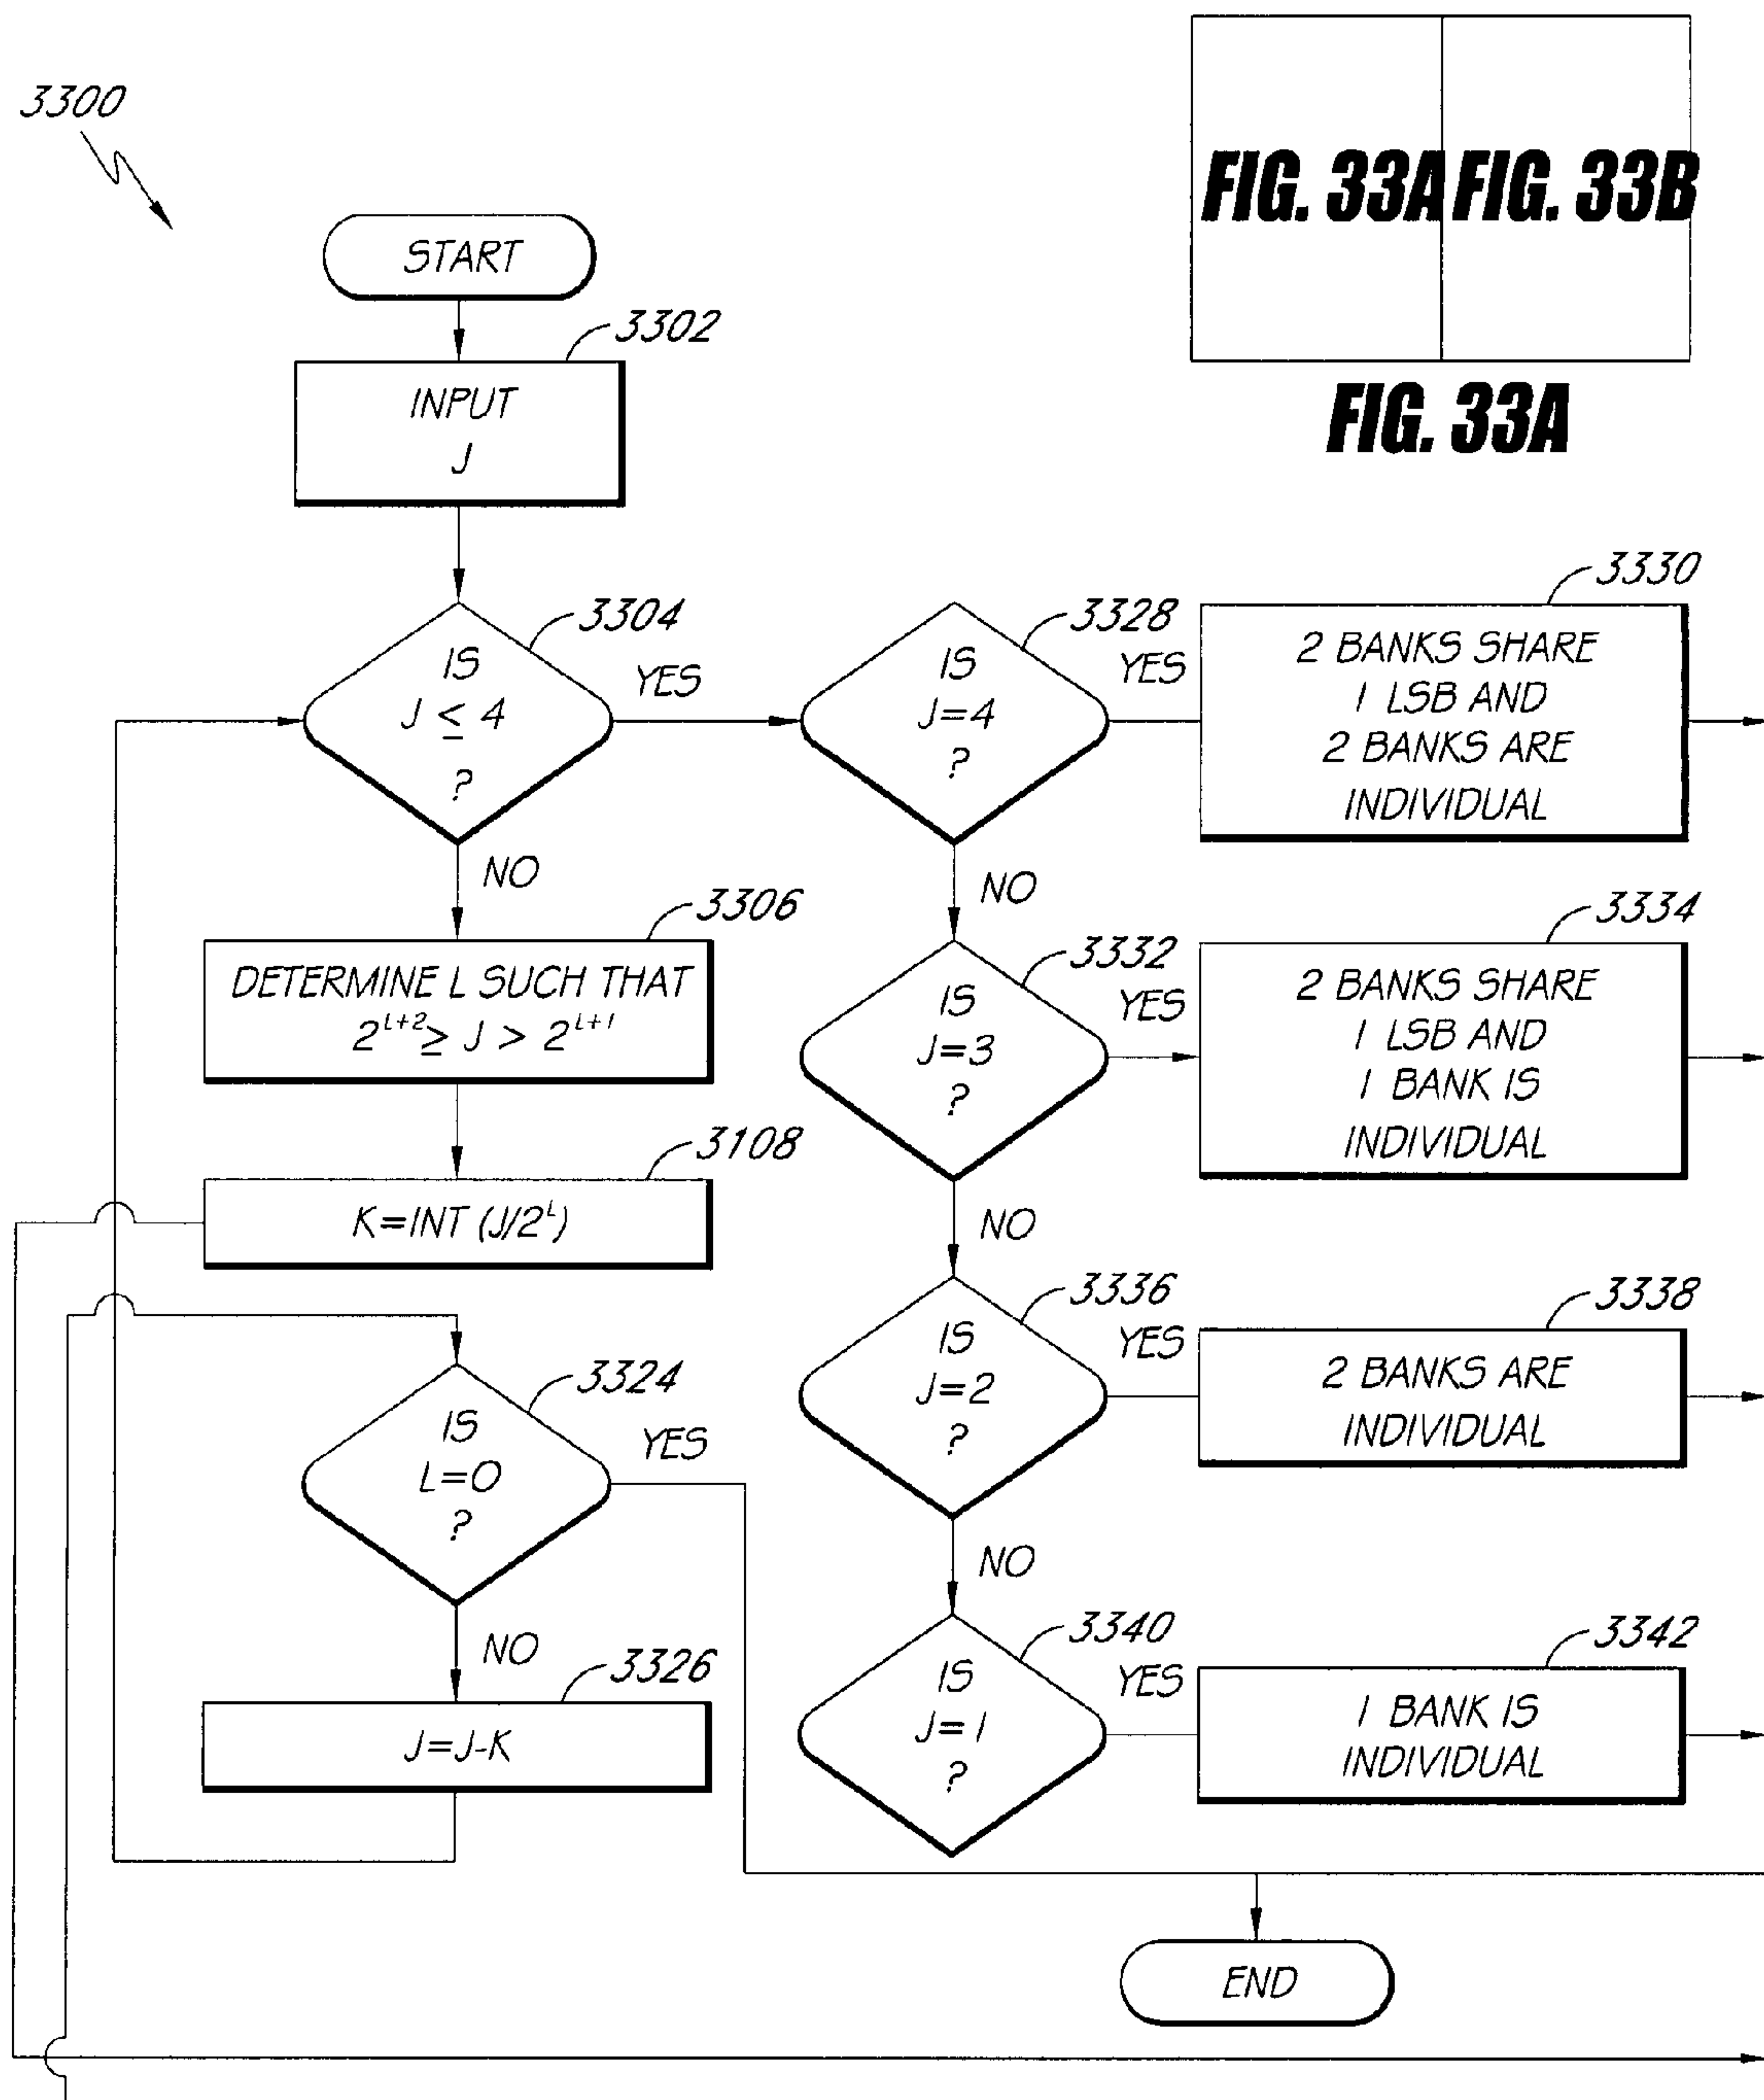 3300
FIG. 33A FIG. 33B
FIG. 33A
START
3302
INPUT
J
3304
IS
J ≤ 4
?
YES
NO
3306
DETERMINE L SUCH THAT
2^{L+2} ≥ J > 2^{L+1}
3108
K=INT (J/2^L)
3324
IS
L=0
?
YES
NO
3326
J=J-K
3328
IS
J=4
?
YES
NO
3330
2 BANKS SHARE
1 LSB AND
2 BANKS ARE
INDIVIDUAL
3332
IS
J=3
?
YES
NO
3334
2 BANKS SHARE
1 LSB AND
1 BANK IS
INDIVIDUAL
3336
IS
J=2
?
YES
NO
3338
2 BANKS ARE
INDIVIDUAL
3340
IS
J=1
?
YES
3342
1 BANK IS
INDIVIDUAL
END